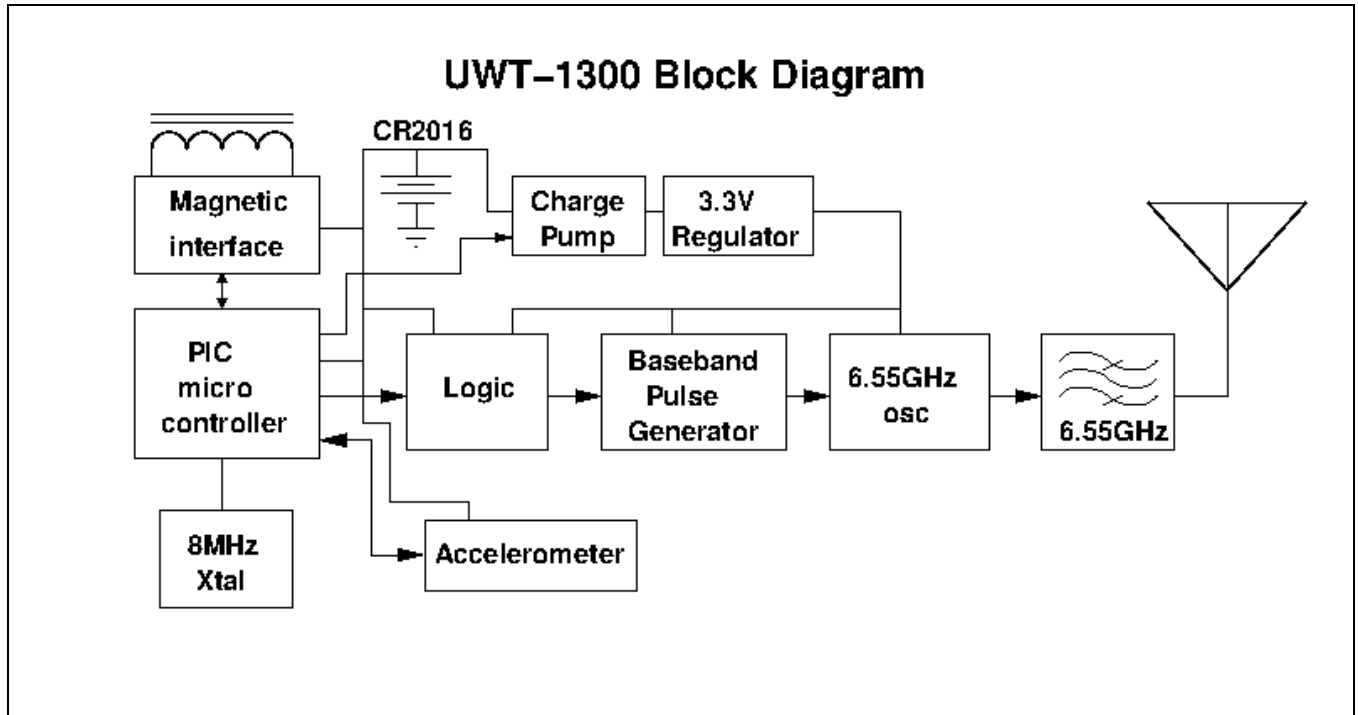 UWT–1300 Block Diagram
CR2016
Magnetic
interface
Charge
Pump
3.3V
Regulator
PIC
micro
controller
Logic
Baseband
Pulse
Generator
6.55GHz
osc
6.55GHz
8MHz
Xtal
Accelerometer